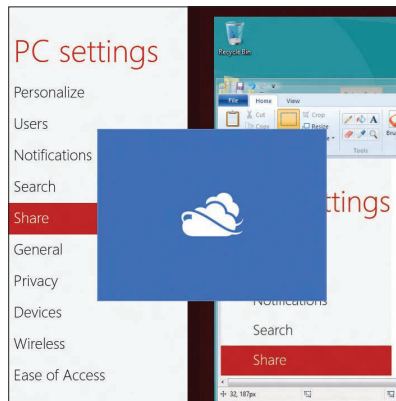 PC settings
Personalize
Users
Notifications
Search
Share
General
Privacy
Devices
Wireless
Ease of Access
Recycle Bin
File Home View
Cut
Copy
Crop
Resize
A
Tools
ttings
Notifications
Search
Share
32, 187px